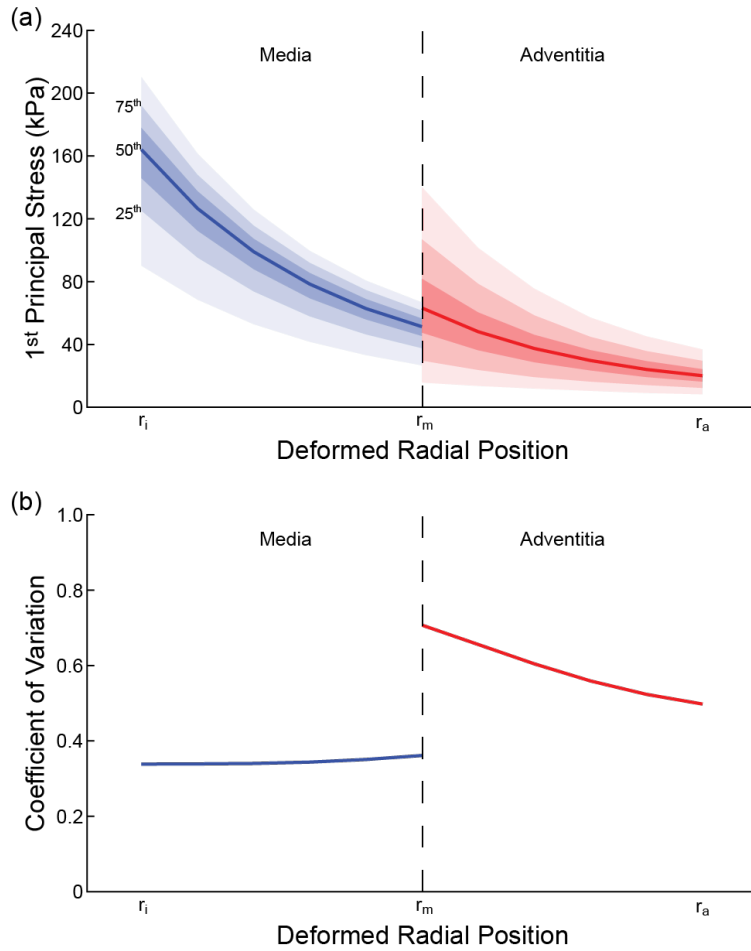 (a)
240
200
160
120
80
40
0
1st Principal Stress (kPa)
Media
Adventitia
75th
50th
25th
ri
rm
ra
Deformed Radial Position
(b)
1.0
0.8
0.6
0.4
0.2
0
Coefficient of Variation
Media
Adventitia
ri
rm
ra
Deformed Radial Position